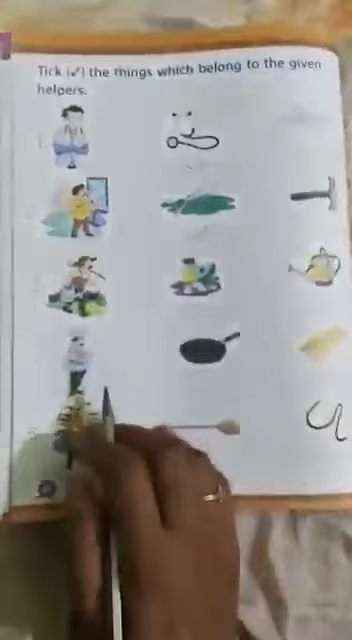 Tick (✓) the things which belong to the given
helpers.